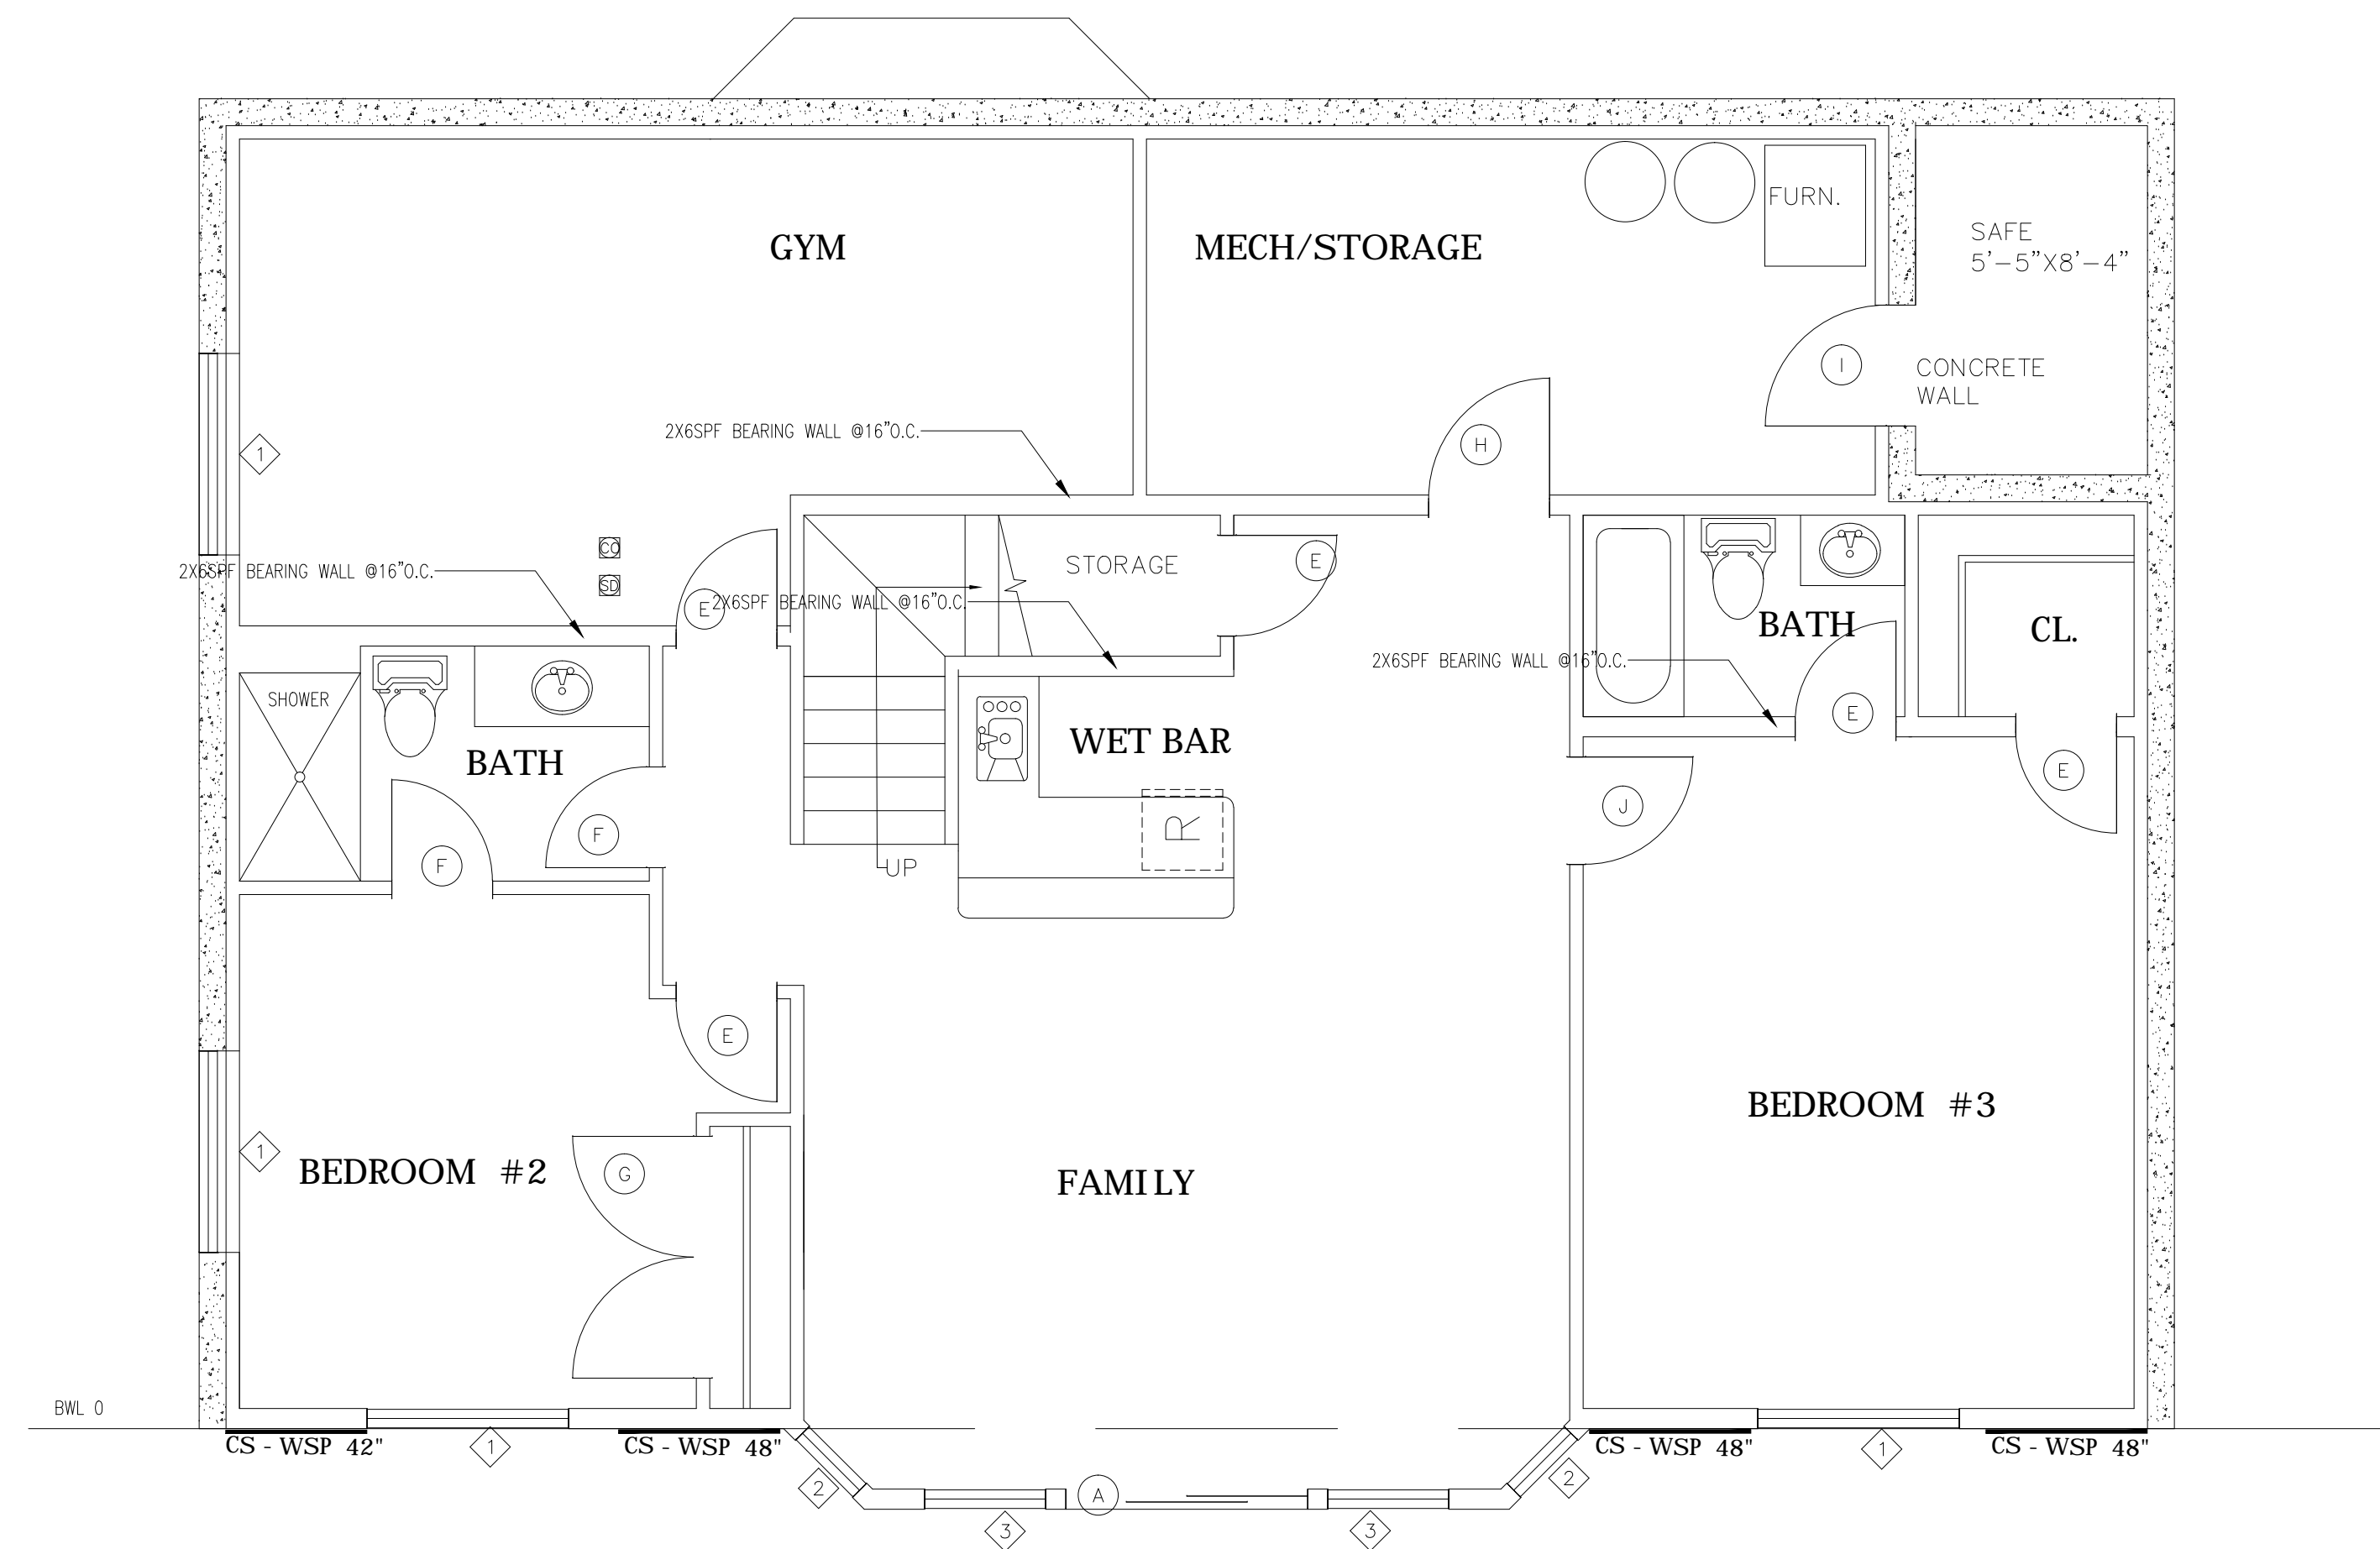 GYM
MECH/STORAGE
FURN.
SAFE
5'-5"X8'-4"
I
CONCRETE
WALL
2X6SPF BEARING WALL @16"O.C.
H
1
CO
SD
2X6SPF BEARING WALL @16"O.C.
E
2X6SPF BEARING WALL @16"O.C.
STORAGE
E
BATH
CL.
2X6SPF BEARING WALL @16"O.C.
E
E
SHOWER
BATH
WET BAR
J
F
F
R
UP
E
BEDROOM #3
1
BEDROOM #2
G
FAMILY
BWL 0
CS - WSP 42"
1
CS - WSP 48"
CS - WSP 48"
1
CS - WSP 48"
2
2
A
3
3